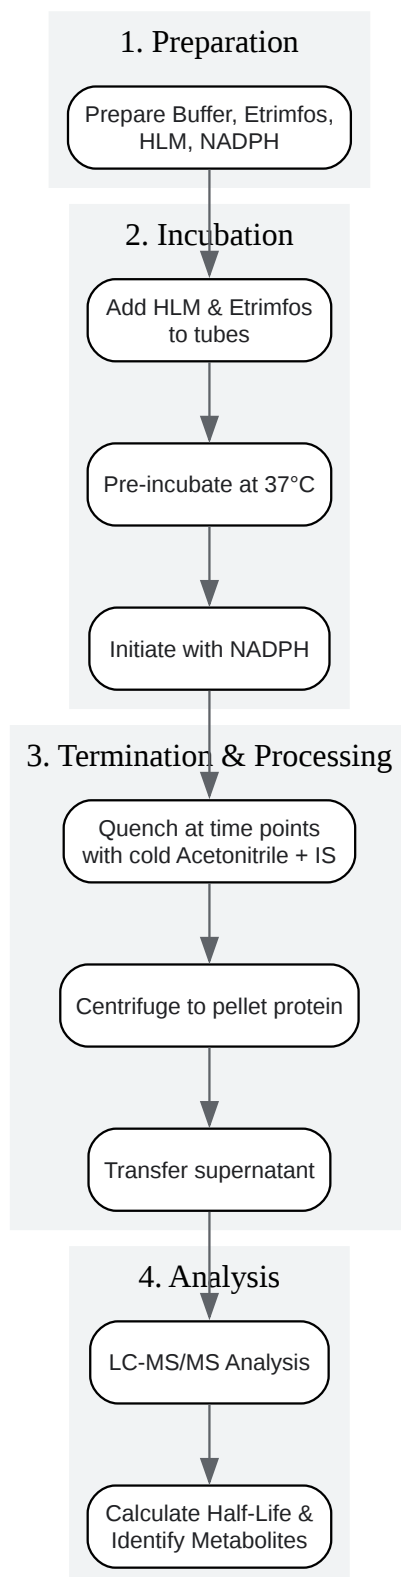 1. Preparation
Prepare Buffer, Etrimfos,
HLM, NADPH
2. Incubation
Add HLM & Etrimfos
to tubes
Pre-incubate at 37°C
Initiate with NADPH
3. Termination & Processing
Quench at time points
with cold Acetonitrile + IS
Centrifuge to pellet protein
Transfer supernatant
4. Analysis
LC-MS/MS Analysis
Calculate Half-Life &
Identify Metabolites